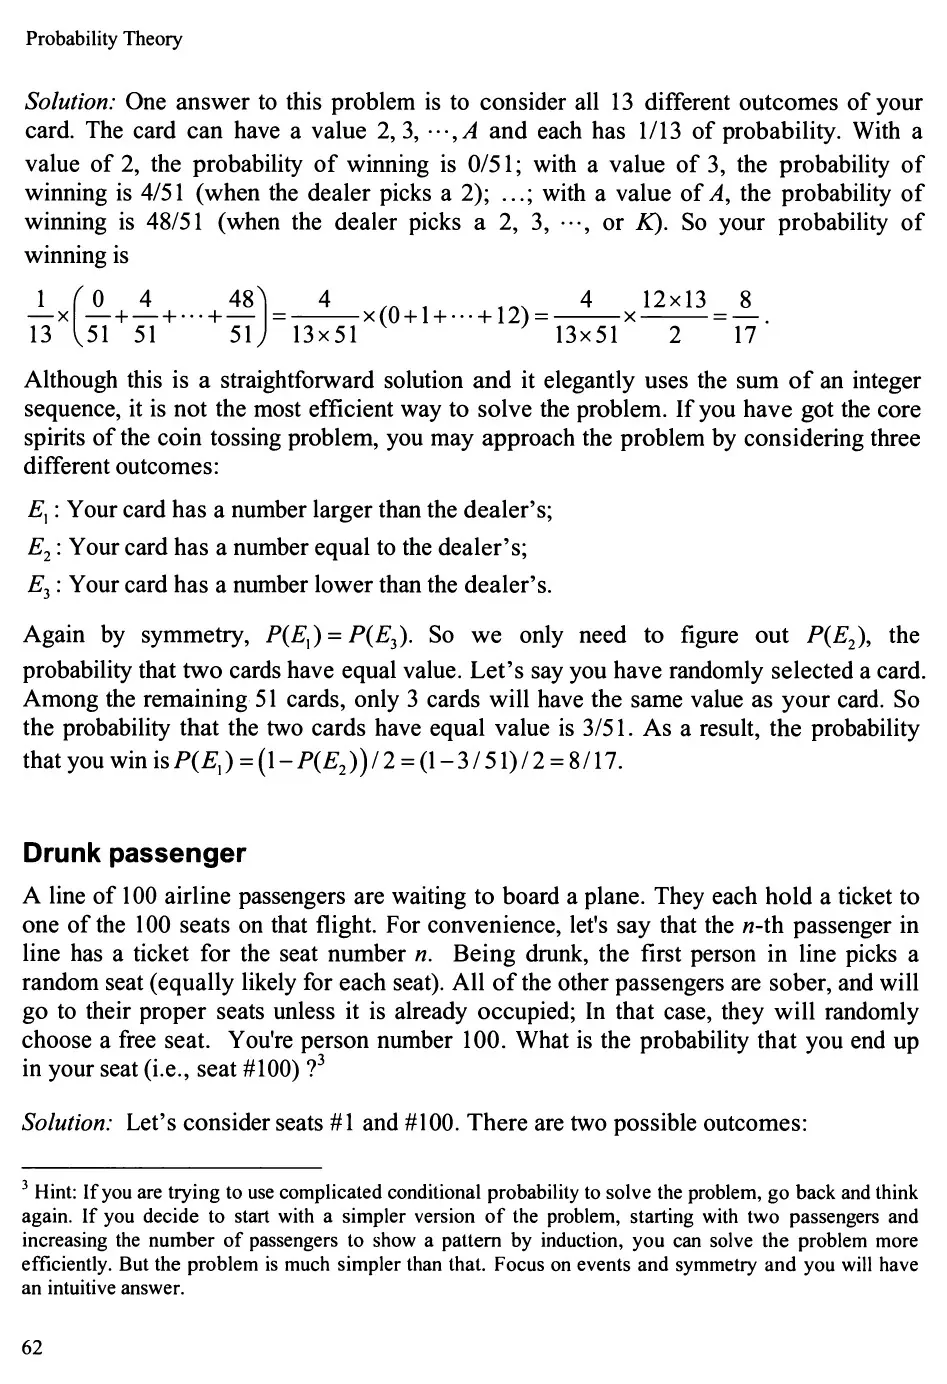 Probability Theory
Solution: One answer to this problem is to consider all 13 different outcomes of your
card. The card can have a value 2, 3, ···, A and each has 1/13 of probability. With a
value of 2, the probability of winning is 0/51; with a value of 3, the probability of
winning is 4/51 (when the dealer picks a 2); ...; with a value of A, the probability of
winning is 48/51 (when the dealer picks a 2, 3, ···, or K). So your probability of
winning is
1/13 × (0/51 + 4/51 + ··· + 48/51) = 4/(13×51) × (0+1+···+12) = 4/(13×51) × (12×13)/2 = 8/17.
Although this is a straightforward solution and it elegantly uses the sum of an integer
sequence, it is not the most efficient way to solve the problem. If you have got the core
spirits of the coin tossing problem, you may approach the problem by considering three
different outcomes:
E₁ : Your card has a number larger than the dealer's;
E₂ : Your card has a number equal to the dealer's;
E₃ : Your card has a number lower than the dealer's.
Again by symmetry, P(E₁) = P(E₃). So we only need to figure out P(E₂), the
probability that two cards have equal value. Let's say you have randomly selected a card.
Among the remaining 51 cards, only 3 cards will have the same value as your card. So
the probability that the two cards have equal value is 3/51. As a result, the probability
that you win is P(E₁) = (1 − P(E₂)) / 2 = (1 − 3 / 51) / 2 = 8 / 17.
Drunk passenger
A line of 100 airline passengers are waiting to board a plane. They each hold a ticket to
one of the 100 seats on that flight. For convenience, let's say that the n-th passenger in
line has a ticket for the seat number n. Being drunk, the first person in line picks a
random seat (equally likely for each seat). All of the other passengers are sober, and will
go to their proper seats unless it is already occupied; In that case, they will randomly
choose a free seat. You're person number 100. What is the probability that you end up
in your seat (i.e., seat #100) ?³
Solution: Let's consider seats #1 and #100. There are two possible outcomes:
³ Hint: If you are trying to use complicated conditional probability to solve the problem, go back and think
again. If you decide to start with a simpler version of the problem, starting with two passengers and
increasing the number of passengers to show a pattern by induction, you can solve the problem more
efficiently. But the problem is much simpler than that. Focus on events and symmetry and you will have
an intuitive answer.
62